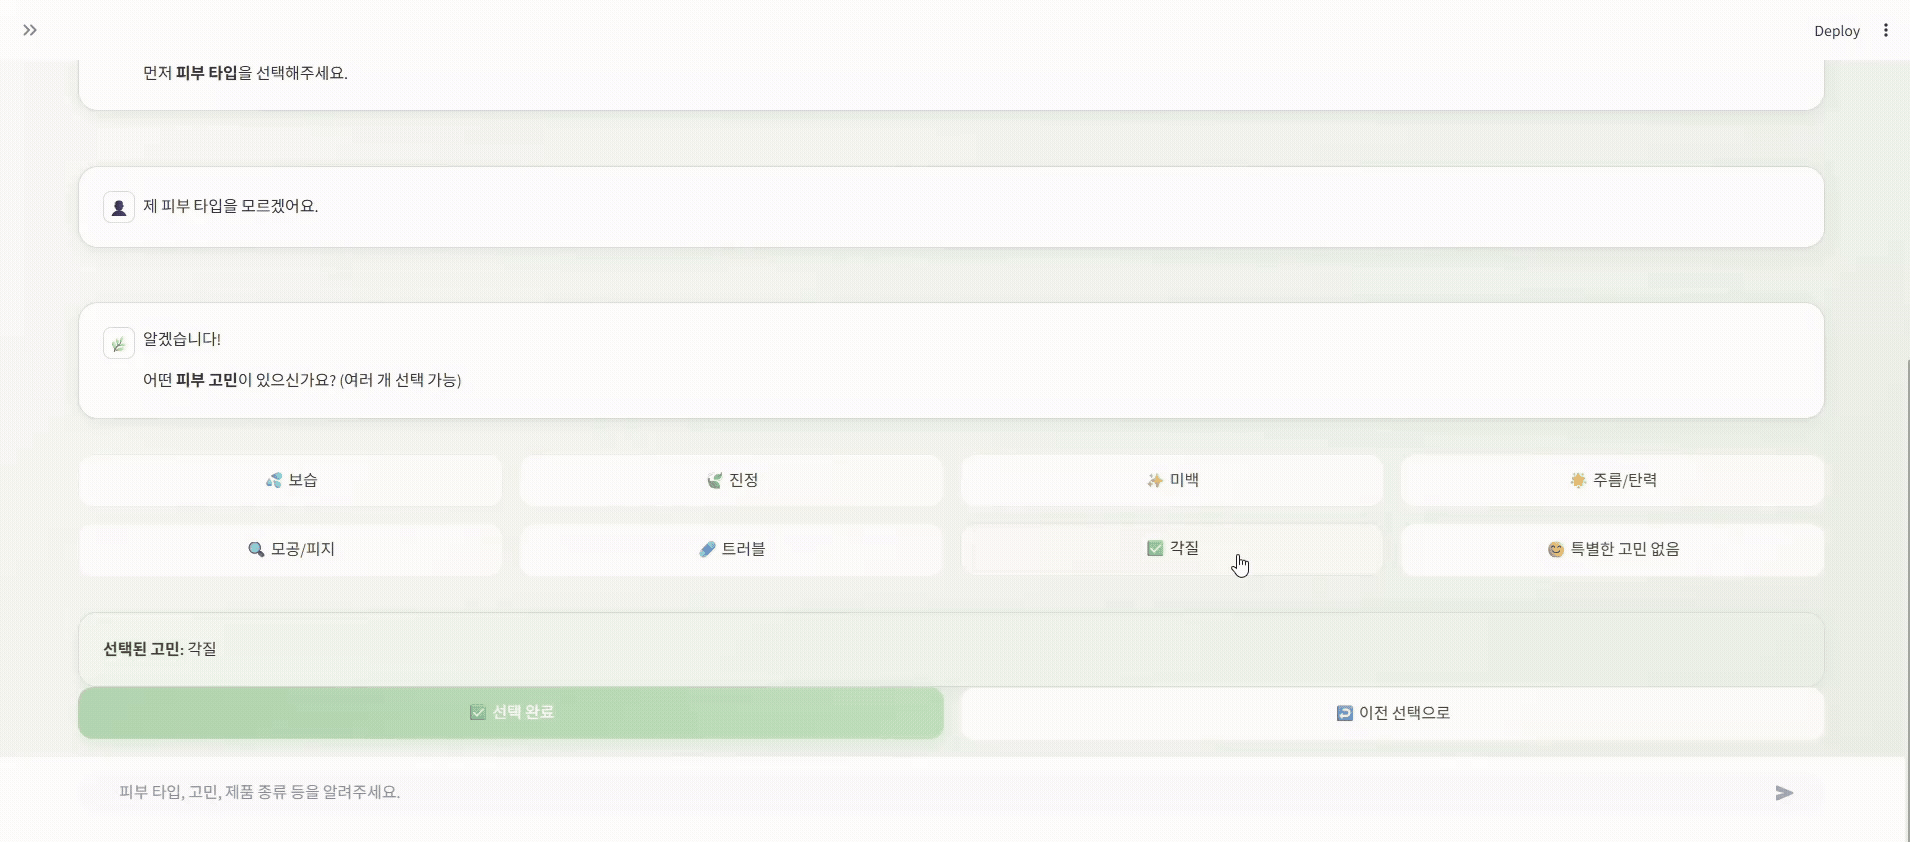 Deploy
먼저 피부 타입을 선택해주세요.
제 피부 타입을 모르겠어요.
알겠습니다!
어떤 피부 고민이 있으신가요? (여러 개 선택 가능)
보습
진정
미백
주름/탄력
모공/피지
트러블
각질
특별한 고민 없음
선택된 고민: 각질
선택 완료
이전 선택으로
피부 타입, 고민, 제품 종류 등을 알려주세요.